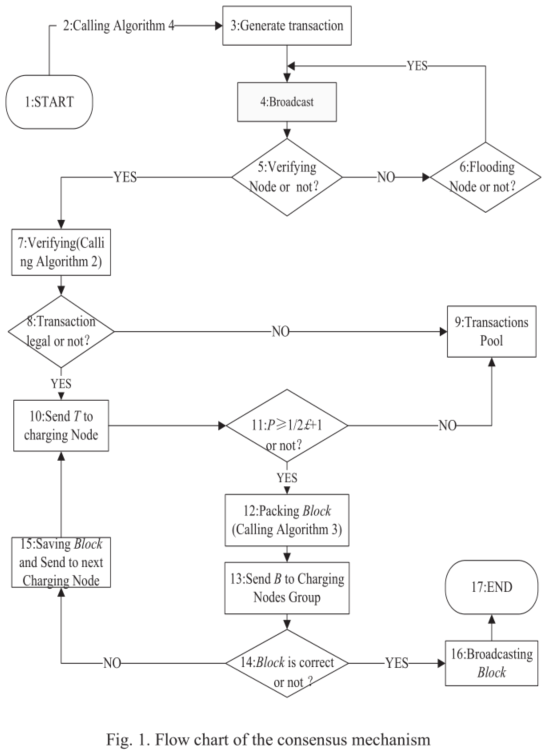 2:Calling Algorithm 4
3:Generate transaction
YES
1:START
4:Broadcast
5:Verifying
Node or not?
YES
NO
6:Flooding
Node or not?
7:Verifying(Calli
ng Algorithm 2)
8:Transaction
legal or not?
NO
9:Transactions
Pool
YES
10:Send T to
charging Node
11:P≥1/2£+1
or not?
NO
YES
12:Packing Block
(Calling Algorithm 3)
15:Saving Block
and Send to next
Charging Node
13:Send B to Charging
Nodes Group
17:END
14:Block is correct
or not ?
NO
YES
16:Broadcasting
Block
Fig. 1. Flow chart of the consensus mechanism